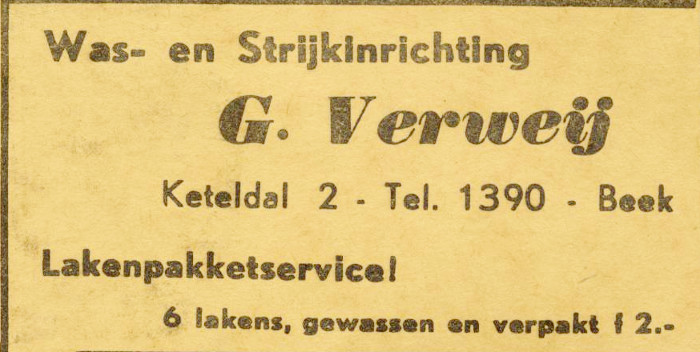 Was- en Strijkinrichting
G. Verweij
Keteldal 2 - Tel. 1390 - Beek
Lakenpakketservice!
6 lakens, gewassen en verpakt f 2.-